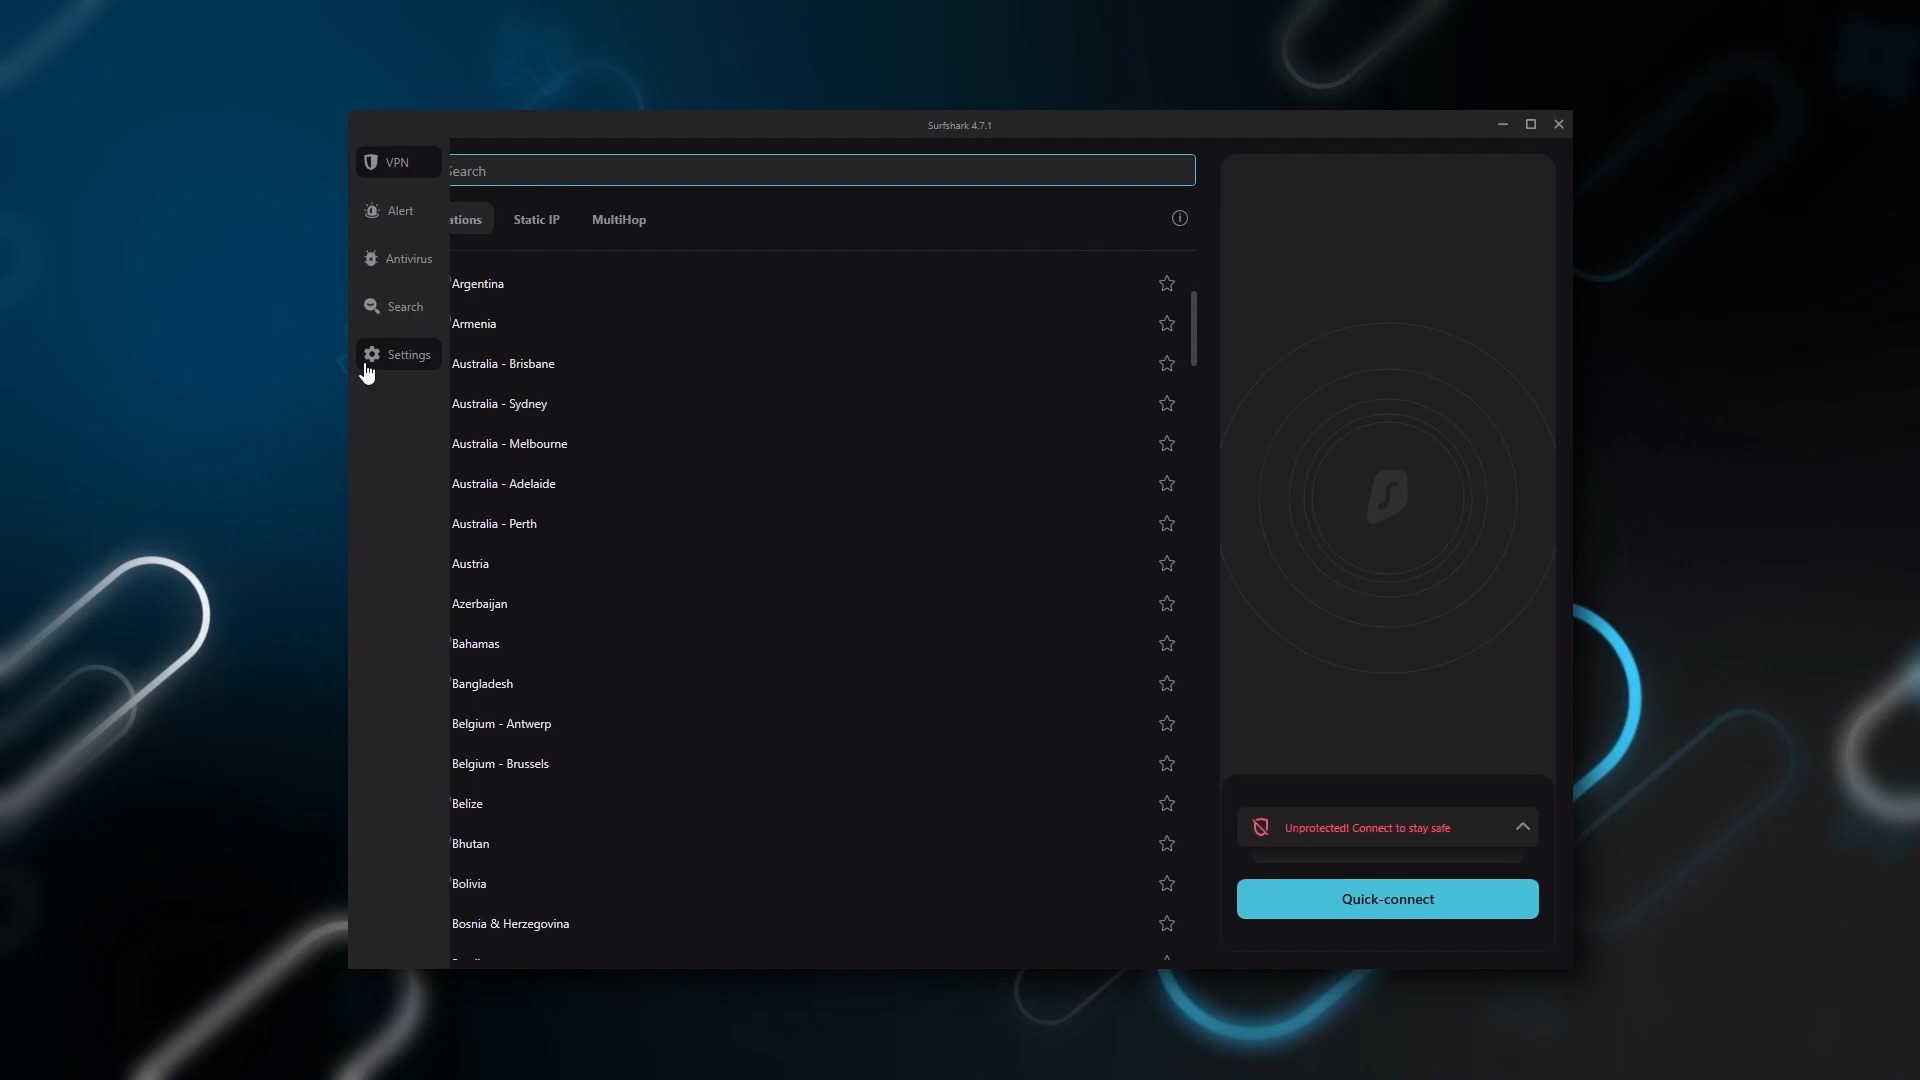 Surfshark 4.7.1
VPN
Alert
Antivirus
Search
Settings
Search
Static IP
MultiHop
Argentina
Armenia
Australia - Brisbane
Australia - Sydney
Australia - Melbourne
Australia - Adelaide
Australia - Perth
Austria
Azerbaijan
Bahamas
Bangladesh
Belgium - Antwerp
Belgium - Brussels
Belize
Bhutan
Bolivia
Bosnia & Herzegovina
Unprotected! Connect to stay safe
Quick-connect